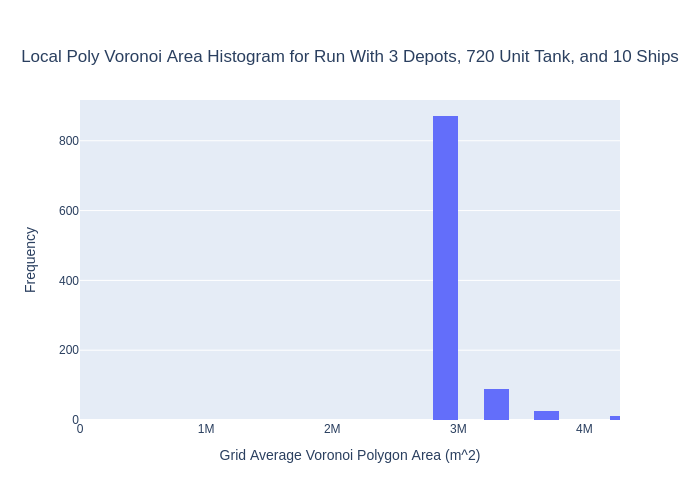 Local Poly Voronoi Area Histogram for Run With 3 Depots, 720 Unit Tank, and 10 Ships
800
600
400
200
0
Frequency
0 1M 2M 3M 4M
Grid Average Voronoi Polygon Area (m^2)